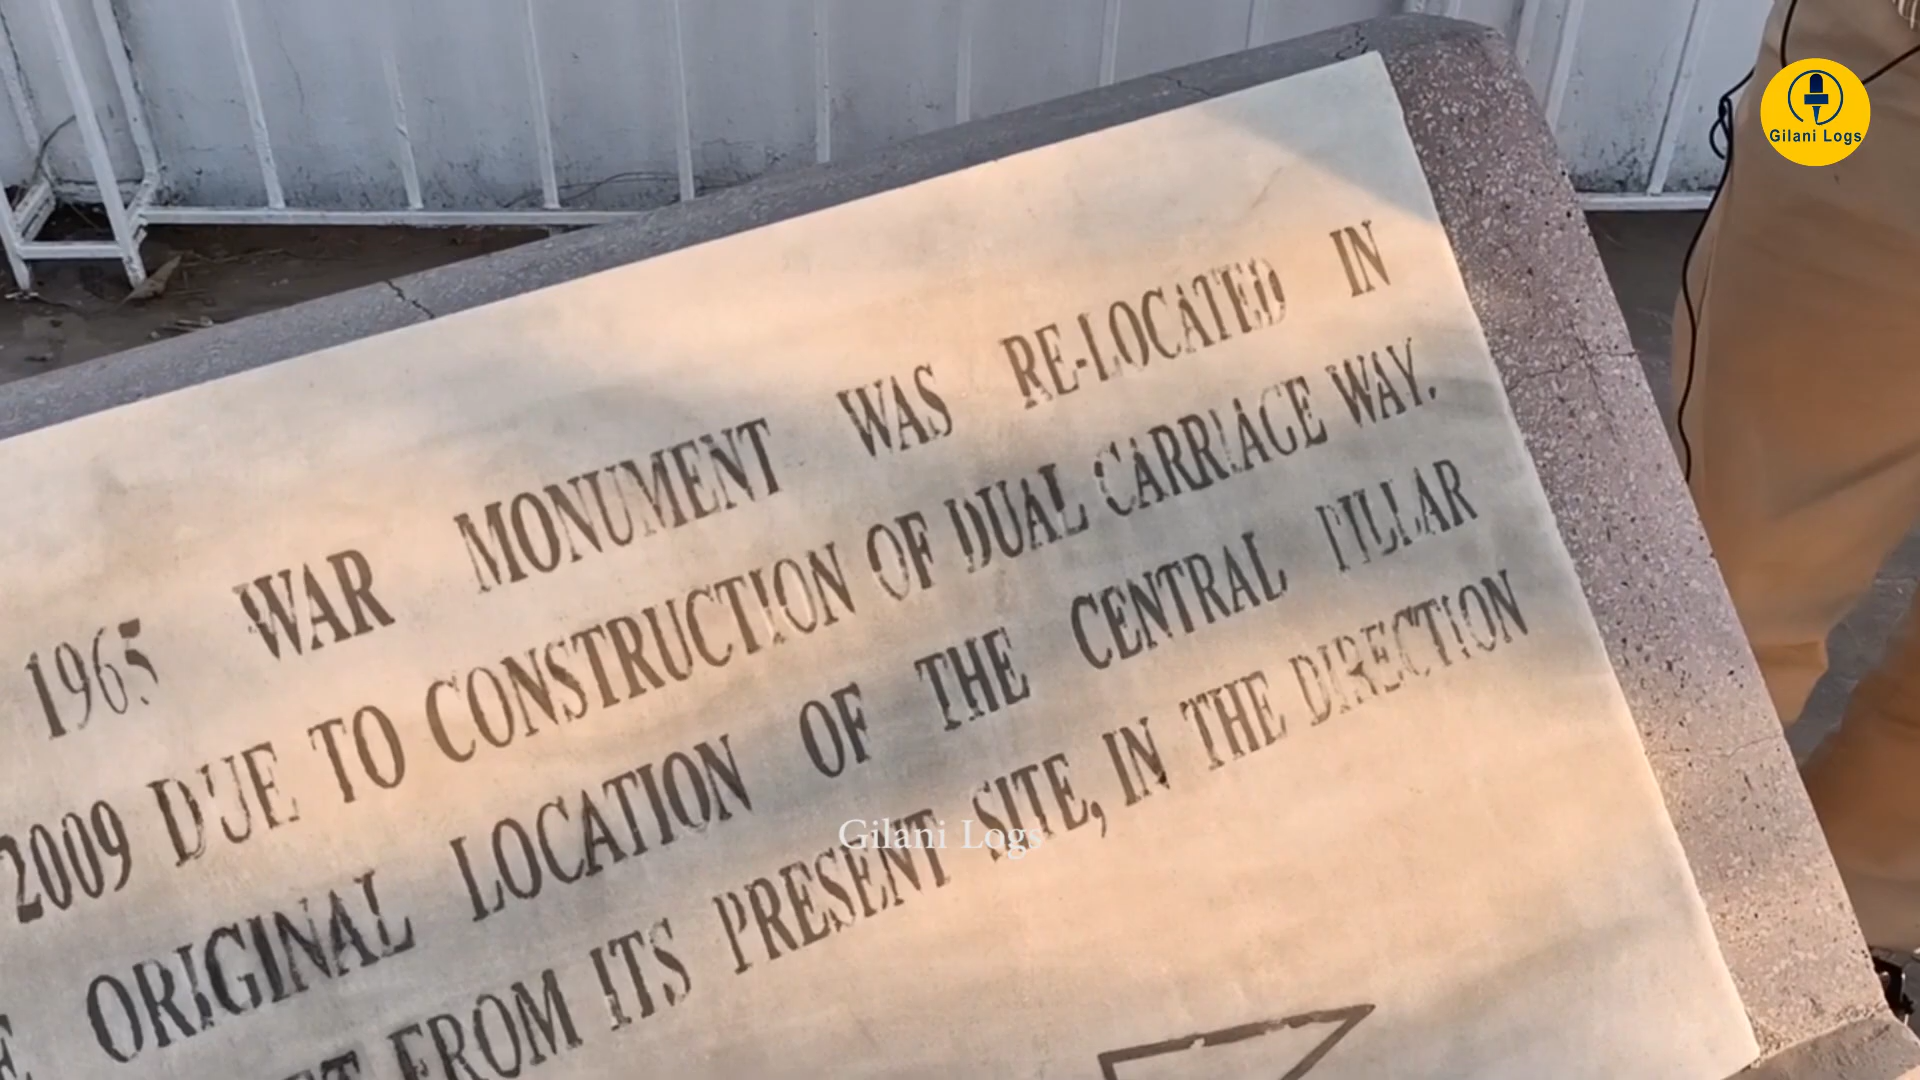 1965 WAR MONUMENT WAS RE-LOCATED IN
2009 DUE TO CONSTRUCTION OF DUAL CARRIAGE WAY.
ORIGINAL LOCATION OF THE CENTRAL PILLAR
FROM ITS PRESENT SITE, IN THE DIRECTION
Gilani Logs
Gilani Logs